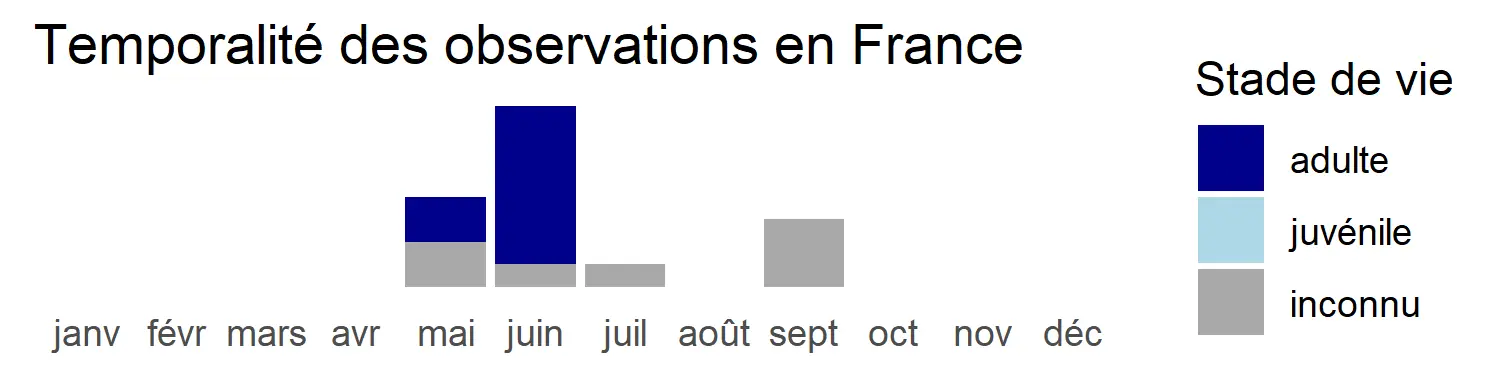 Temporalité des observations en France
Stade de vie
adulte
juvénile
inconnu
janv févr mars avr mai juin juil août sept oct nov déc